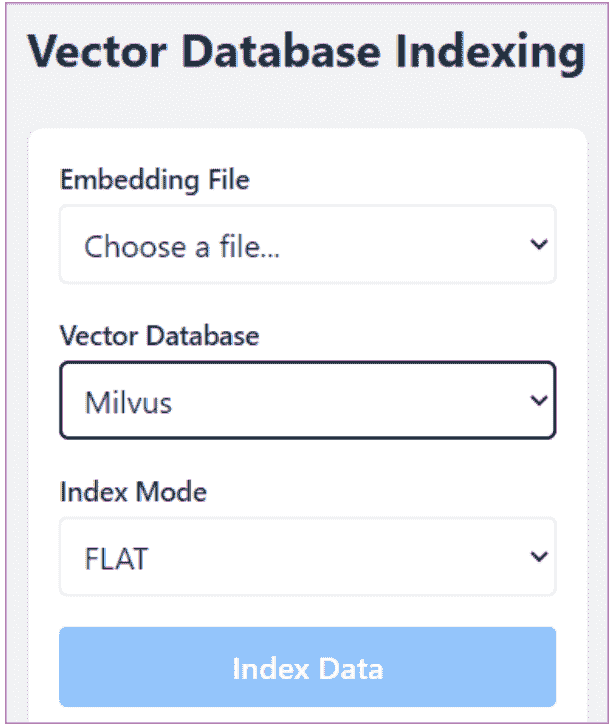 Vector Database Indexing
Embedding File
Choose a file...
Vector Database
Milvus
Index Mode
FLAT
Index Data